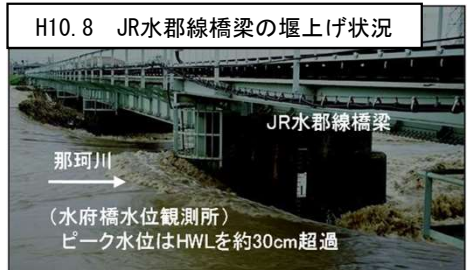 H10.8　JR水郡線橋梁の堰上げ状況
JR水郡線橋梁
那珂川
（水府橋水位観測所）
ピーク水位はHWLを約30cm超過